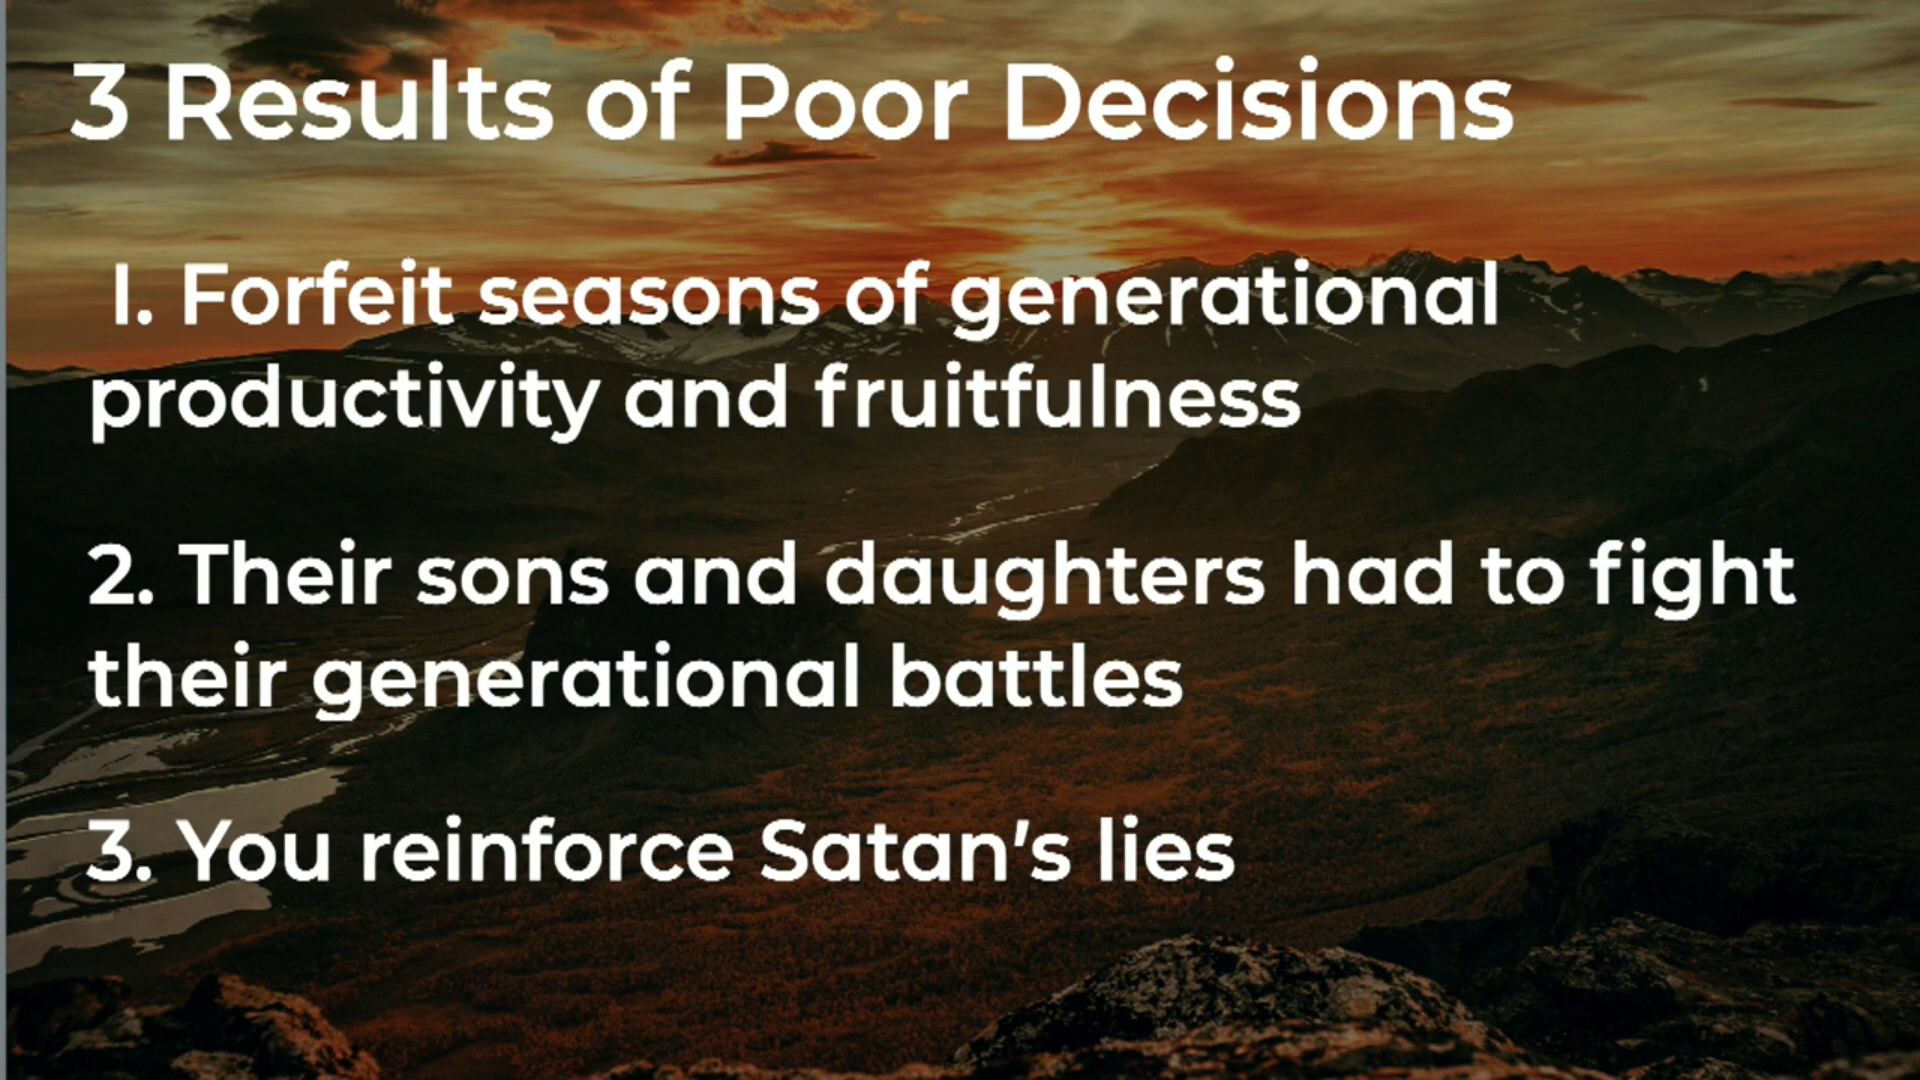 3 Results of Poor Decisions
1. Forfeit seasons of generational
productivity and fruitfulness
2. Their sons and daughters had to fight
their generational battles
3. You reinforce Satan's lies